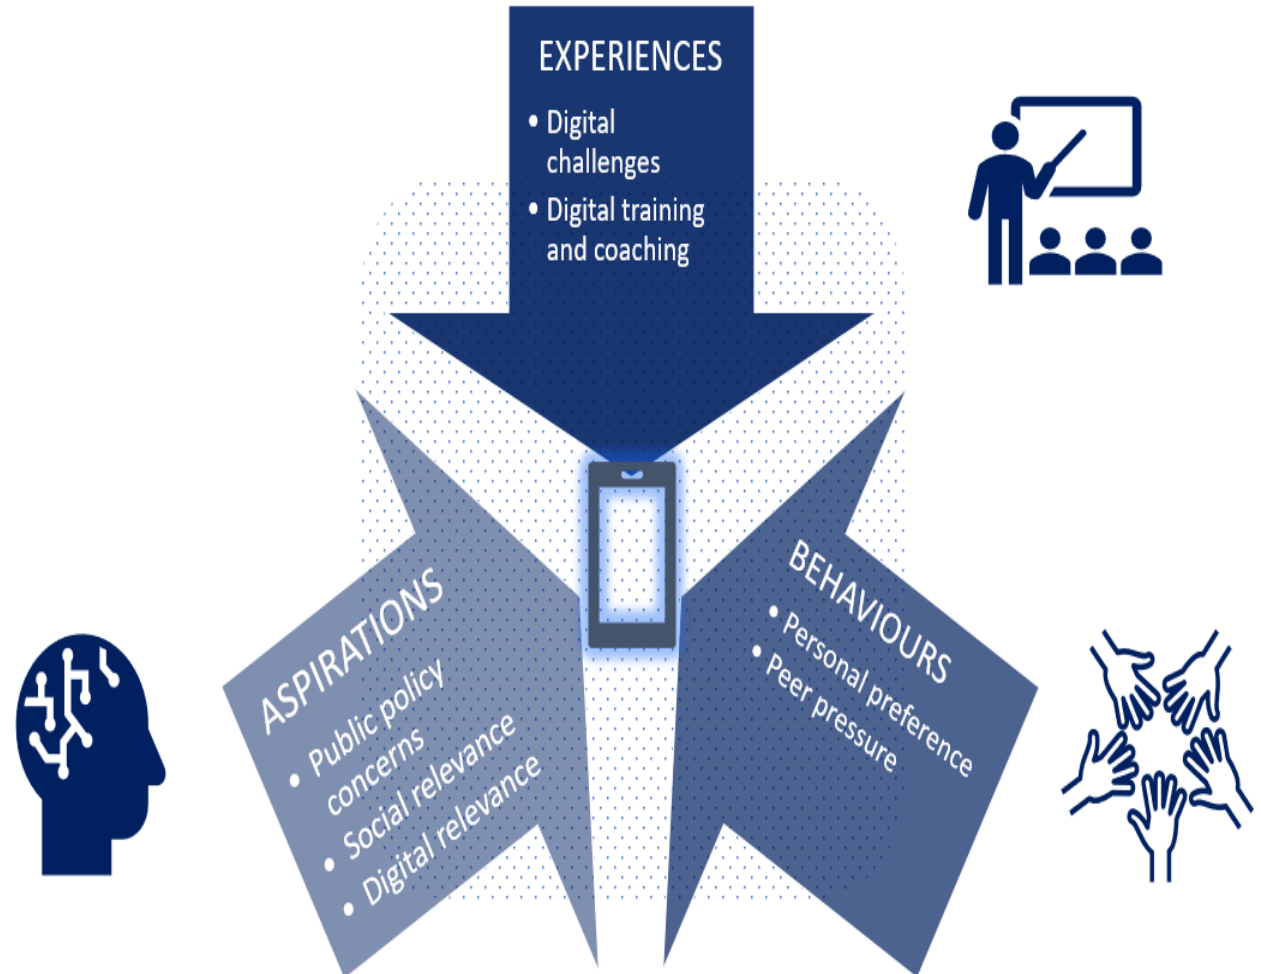 EXPERIENCES
• Digital
challenges
• Digital training
and coaching
ASPIRATIONS
• Public policy
concerns
• Social relevance
• Digital relevance
BEHAVIOURS
• Personal preference
• Peer pressure